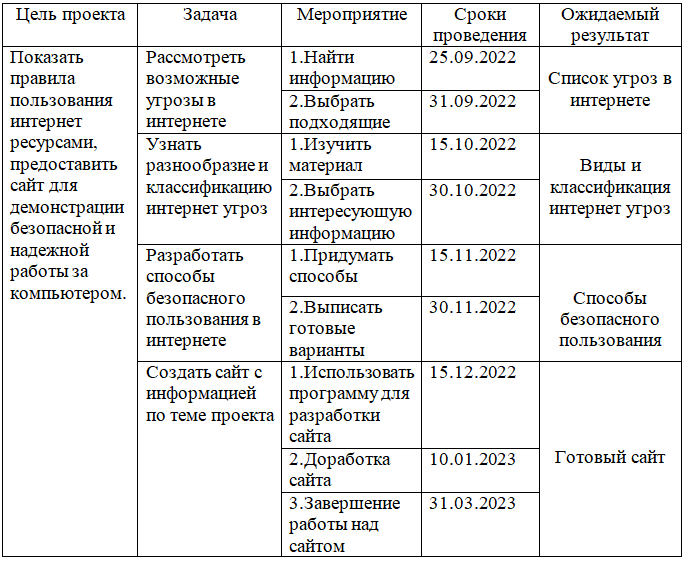 Цель проекта
Задача
Мероприятие
Сроки
проведения
Ожидаемый
результат
Показать
правила
пользования
интернет
ресурсами,
предоставить
сайт для
демонстрации
безопасной и
надежной
работы за
компьютером.
Рассмотреть
возможные
угрозы в
интернете
1.Найти
информацию
25.09.2022
2.Выбрать
подходящие
31.09.2022
Список угроз в
интернете
Узнать
разнообразие и
классификацию
интернет угроз
1.Изучить
материал
15.10.2022
2.Выбрать
интересующую
информацию
30.10.2022
Виды и
классификация
интернет угроз
Разработать
способы
безопасного
пользования в
интернете
1.Придумать
способы
15.11.2022
2.Выписать
готовые
варианты
30.11.2022
Способы
безопасного
пользования
Создать сайт с
информацией
по теме проекта
1.Использовать
программу для
разработки
сайта
15.12.2022
2.Доработка
сайта
10.01.2023
3.Завершение
работы над
сайтом
31.03.2023
Готовый сайт